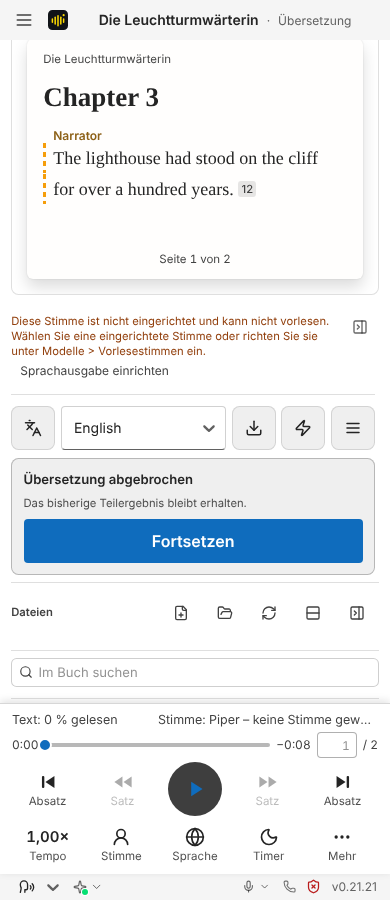 Die Leuchtturmwärterin · Übersetzung
Die Leuchtturmwärterin
Chapter 3
Narrator
The lighthouse had stood on the cliff
for over a hundred years. 12
Seite 1 von 2
Diese Stimme ist nicht eingerichtet und kann nicht vorlesen.
Wählen Sie eine eingerichtete Stimme oder richten Sie sie
unter Modelle > Vorlesestimmen ein.
Sprachausgabe einrichten
English
Übersetzung abgebrochen
Das bisherige Teilergebnis bleibt erhalten.
Fortsetzen
Dateien
Im Buch suchen
Text: 0 % gelesen Stimme: Piper – keine Stimme gew…
0:00 −0:08 1 / 2
Absatz Satz Satz Absatz
1,00× 
Tempo Stimme Sprache Timer Mehr
v0.21.21